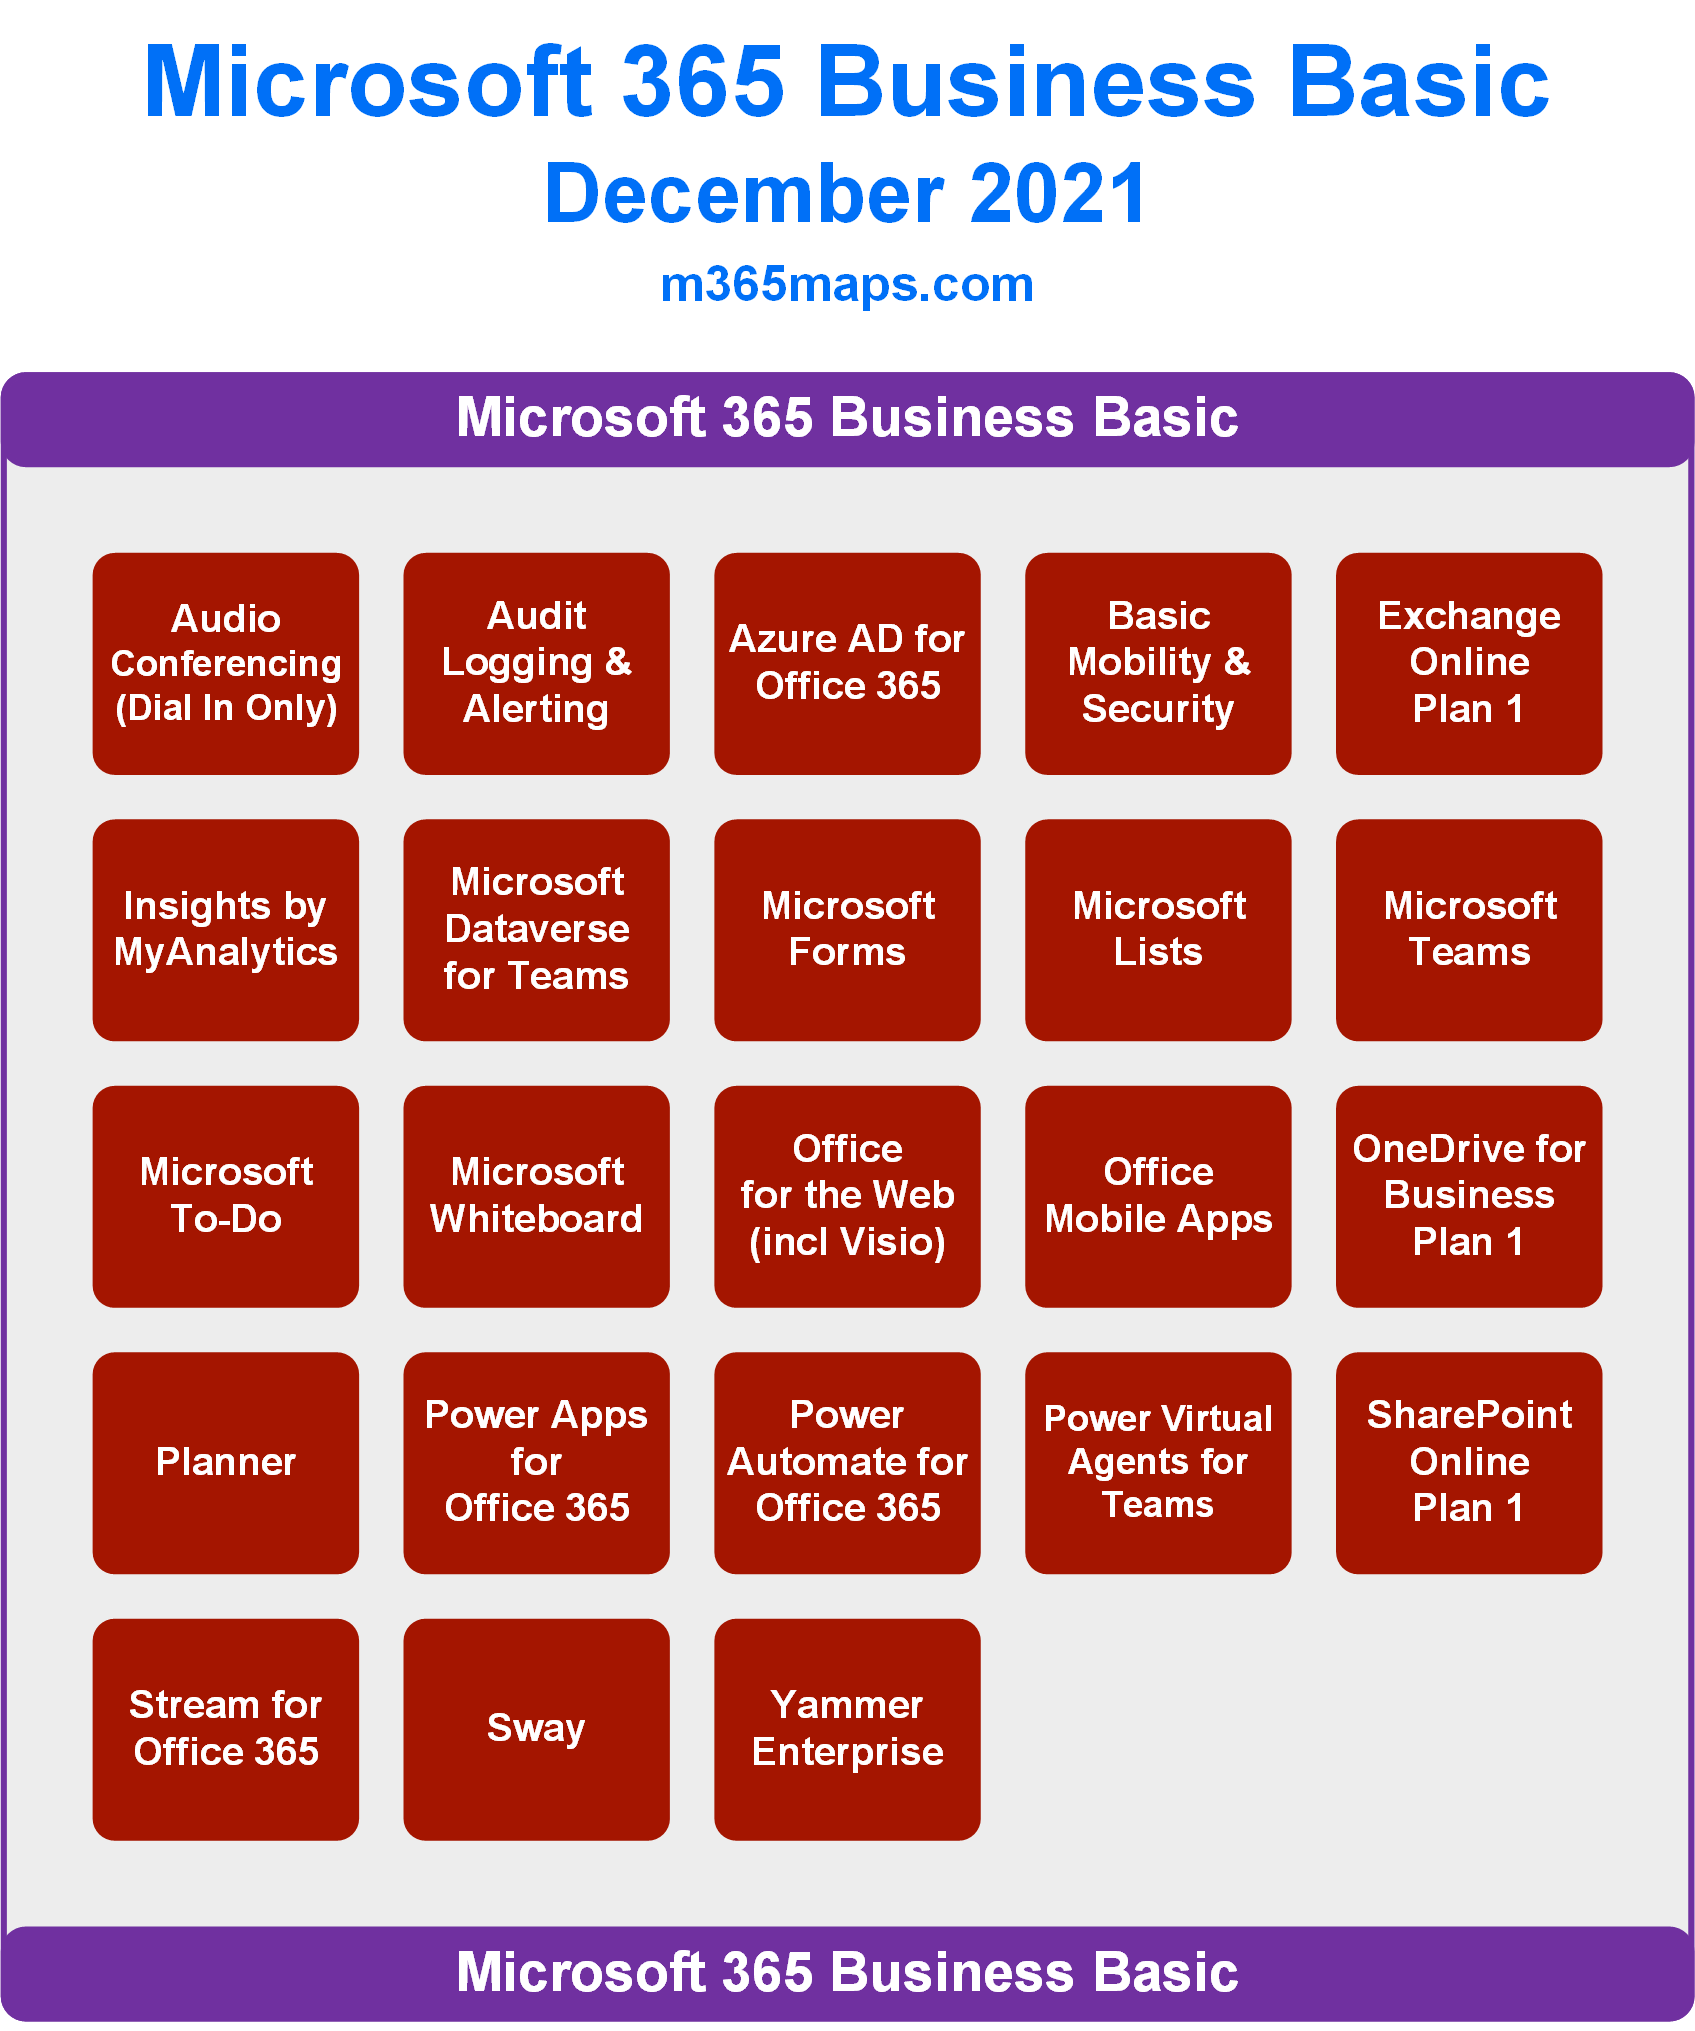 Microsoft 365 Business Basic
December 2021
m365maps.com
Microsoft 365 Business Basic
Audio
Conferencing
(Dial In Only)
Audit
Logging &
Alerting
Azure AD for
Office 365
Basic
Mobility &
Security
Exchange
Online
Plan 1
Insights by
MyAnalytics
Microsoft
Dataverse
for Teams
Microsoft
Forms
Microsoft
Lists
Microsoft
Teams
Microsoft
To-Do
Microsoft
Whiteboard
Office
for the Web
(incl Visio)
Office
Mobile Apps
OneDrive for
Business
Plan 1
Planner
Power Apps
for
Office 365
Power
Automate for
Office 365
Power Virtual
Agents for
Teams
SharePoint
Online
Plan 1
Stream for
Office 365
Sway
Yammer
Enterprise
Microsoft 365 Business Basic